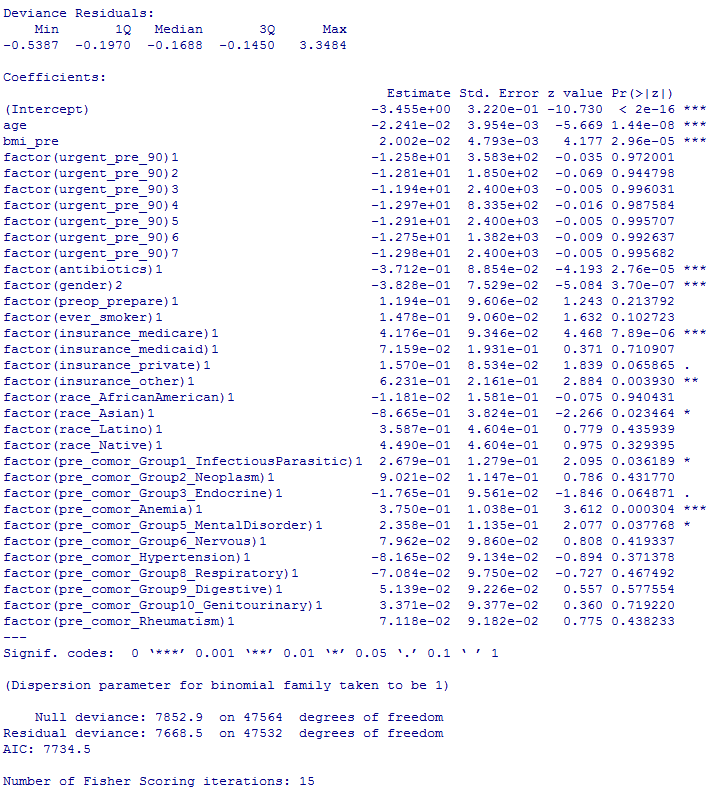 Deviance Residuals:
Min 1Q Median 3Q Max
-0.5387 -0.1970 -0.1688 -0.1450 3.3484
Coefficients:
Estimate Std. Error z value Pr(>|z|)
(Intercept) -3.455e+00 3.220e-01 -10.730 < 2e-16 ***
age -2.241e-02 3.954e-03 -5.669 1.44e-08 ***
bmi_pre 2.002e-02 4.793e-03 4.177 2.96e-05 ***
factor(urgent_pre_90)1 -1.258e+01 3.583e+02 -0.035 0.972001
factor(urgent_pre_90)2 -1.281e+01 1.850e+02 -0.069 0.944798
factor(urgent_pre_90)3 -1.194e+01 2.400e+03 -0.005 0.996031
factor(urgent_pre_90)4 -1.297e+01 8.335e+02 -0.016 0.987584
factor(urgent_pre_90)5 -1.291e+01 2.400e+03 -0.005 0.995707
factor(urgent_pre_90)6 -1.275e+01 1.382e+03 -0.009 0.992637
factor(urgent_pre_90)7 -1.298e+01 2.400e+03 -0.005 0.995682
factor(antibiotics)1 -3.712e-01 8.854e-02 -4.193 2.76e-05 ***
factor(gender)2 -3.828e-01 7.529e-02 -5.084 3.70e-07 ***
factor(preop_prepare)1 1.194e-01 9.606e-02 1.243 0.213792
factor(ever_smoker)1 1.478e-01 9.060e-02 1.632 0.102723
factor(insurance_medicare)1 4.176e-01 9.346e-02 4.468 7.89e-06 ***
factor(insurance_medicaid)1 7.159e-02 1.931e-01 0.371 0.710907
factor(insurance_private)1 1.570e-01 8.534e-02 1.839 0.065865 .
factor(insurance_other)1 6.231e-01 2.161e-01 2.884 0.003930 **
factor(race_AfricanAmerican)1 -1.181e-02 1.581e-01 -0.075 0.940431
factor(race_Asian)1 -8.665e-01 3.824e-01 -2.266 0.023464 *
factor(race_Latino)1 3.587e-01 4.604e-01 0.779 0.435939
factor(race_Native)1 4.490e-01 4.604e-01 0.975 0.329395
factor(pre_comor_Group1_InfectiousParasitic)1 2.679e-01 1.279e-01 2.095 0.036189 *
factor(pre_comor_Group2_Neoplasm)1 9.021e-02 1.147e-01 0.786 0.431770
factor(pre_comor_Group3_Endocrine)1 -1.765e-01 9.561e-02 -1.846 0.064871 .
factor(pre_comor_Anemia)1 3.750e-01 1.038e-01 3.612 0.000304 ***
factor(pre_comor_Group5_MentalDisorder)1 2.358e-01 1.135e-01 2.077 0.037768 *
factor(pre_comor_Group6_Nervous)1 7.962e-02 9.860e-02 0.808 0.419337
factor(pre_comor_Hypertension)1 -8.165e-02 9.134e-02 -0.894 0.371378
factor(pre_comor_Group8_Respiratory)1 -7.084e-02 9.750e-02 -0.727 0.467492
factor(pre_comor_Group9_Digestive)1 5.139e-02 9.226e-02 0.557 0.577554
factor(pre_comor_Group10_Genitourinary)1 3.371e-02 9.377e-02 0.360 0.719220
factor(pre_comor_Rheumatism)1 7.118e-02 9.182e-02 0.775 0.438233
---
Signif. codes: 0 ‘***’ 0.001 ‘**’ 0.01 ‘*’ 0.05 ‘.’ 0.1 ‘ ’ 1
(Dispersion parameter for binomial family taken to be 1)
Null deviance: 7852.9 on 47564 degrees of freedom
Residual deviance: 7668.5 on 47532 degrees of freedom
AIC: 7734.5
Number of Fisher Scoring iterations: 15